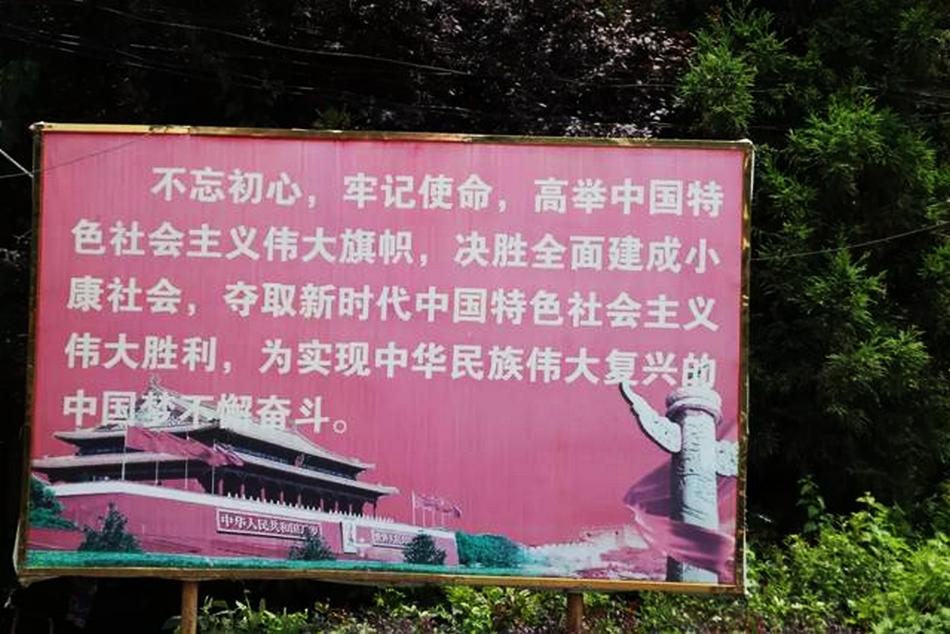 不忘初心，牢记使命，高举中国特
色社会主义伟大旗帜，决胜全面建成小
康社会，夺取新时代中国特色社会主义
伟大胜利，为实现中华民族伟大复兴的
中国梦不懈奋斗。
中华人民共和国万岁